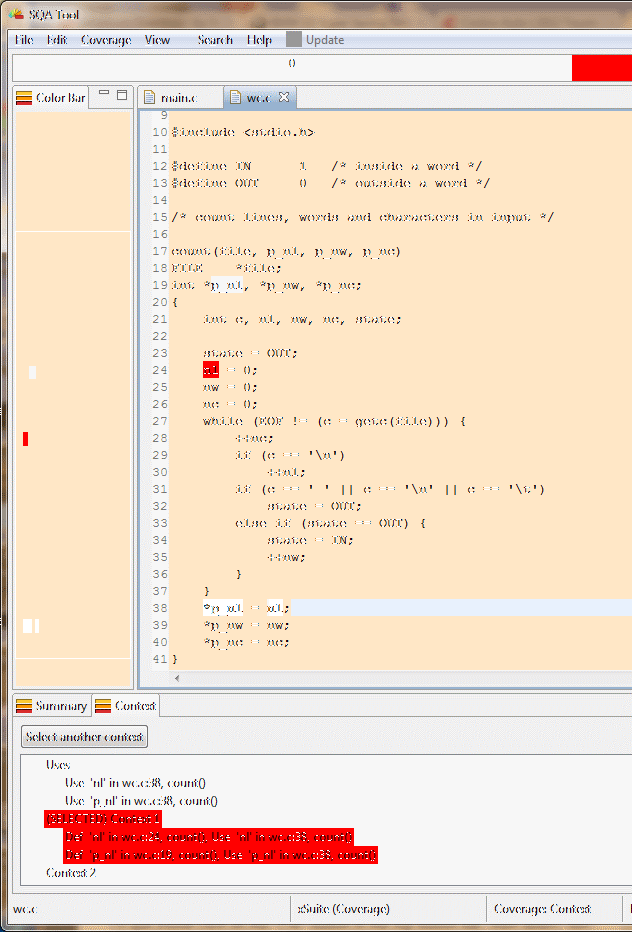 SQA Tool
File Edit Coverage View Search Help Update
0
Color Bar main.c wc.c
9
10 #include <stdio.h>
11
12 #define IN 1 /* inside a word */
13 #define OUT 0 /* outside a word */
14
15 /* count lines, words and characters in input */
16
17 count(file, p_nl, p_nw, p_nc)
18 FILE *file;
19 int *p_nl, *p_nw, *p_nc;
20 {
21 int c, nl, nw, nc, state;
22
23 state = OUT;
24 nl = 0;
25 nw = 0;
26 nc = 0;
27 while (EOF != (c = getc(file))) {
28 ++nc;
29 if (c == '\n')
30 ++nl;
31 if (c == ' ' || c == '\n' || c == '\t')
32 state = OUT;
33 else if (state == OUT) {
34 state = IN;
35 ++nw;
36 }
37 }
38 *p_nl = nl;
39 *p_nw = nw;
40 *p_nc = nc;
41 }
Summary Context
Select another context
Uses
Use 'nl' in wc.c:38, count()
Use 'p_nl' in wc.c:38, count()
[SELECTED] Context 1
Def 'nl' in wc.c:24, count(), Use 'nl' in wc.c:38, count()
Def 'p_nl' in wc.c:19, count(), Use 'p_nl' in wc.c:38, count()
Context 2
wc.c xSuite (Coverage) Coverage: Context